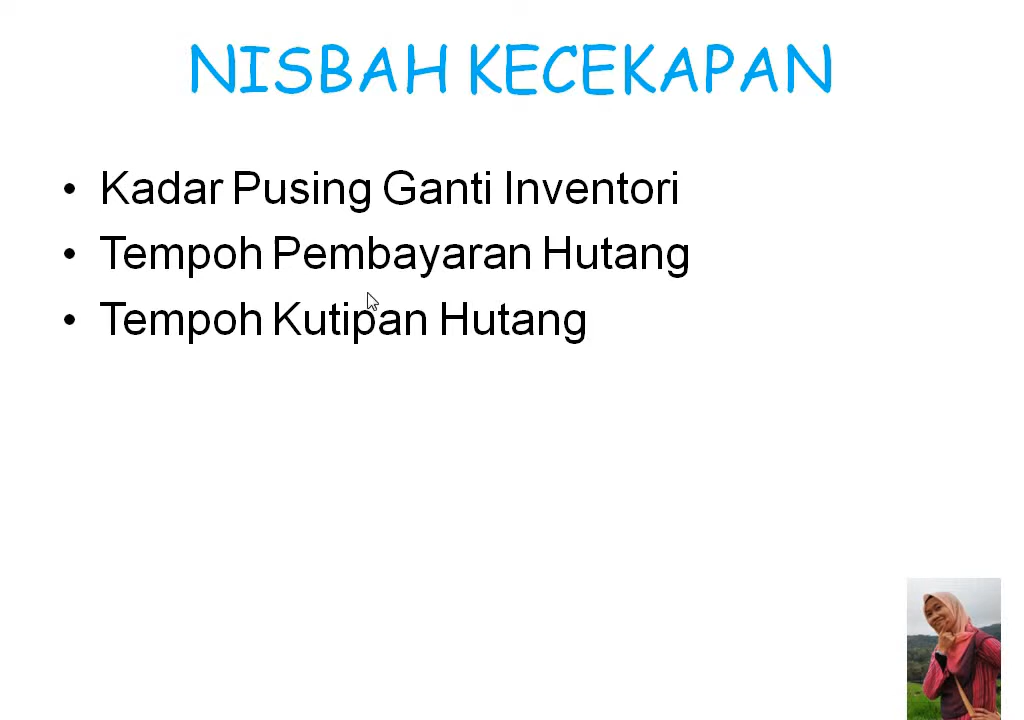 NISBAH KECEKAPAN
• Kadar Pusing Ganti Inventori
• Tempoh Pembayaran Hutang
• Tempoh Kutipan Hutang